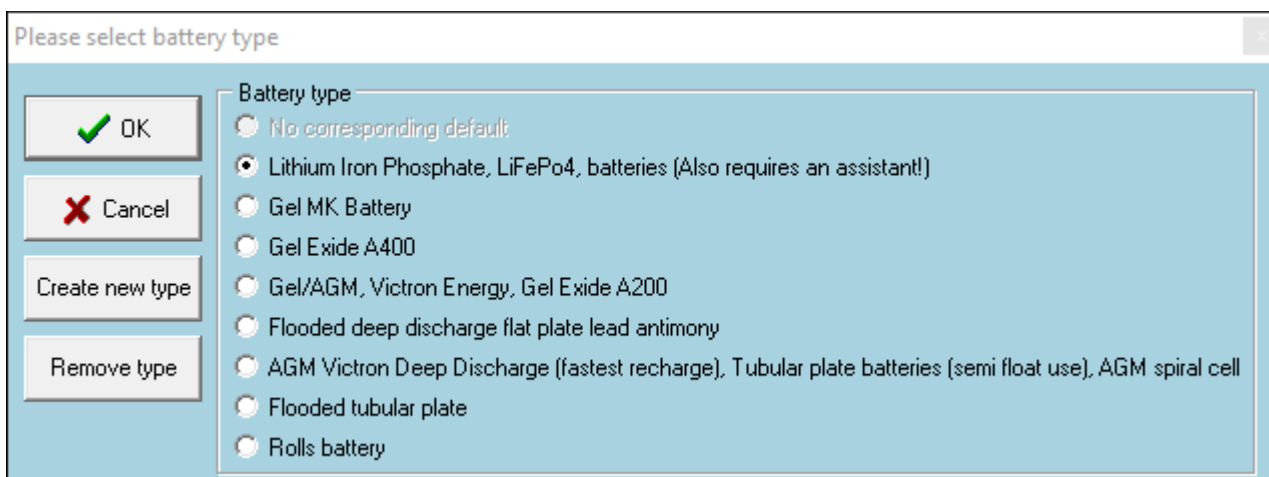 Please select battery type
x
OK
Cancel
Create new type
Remove type
Battery type
No corresponding default
Lithium Iron Phosphate, LiFePo4, batteries (Also requires an assistant!)
Gel MK Battery
Gel Exide A400
Gel/AGM, Victron Energy, Gel Exide A200
Flooded deep discharge flat plate lead antimony
AGM Victron Deep Discharge (fastest recharge), Tubular plate batteries (semi float use), AGM spiral cell
Flooded tubular plate
Rolls battery